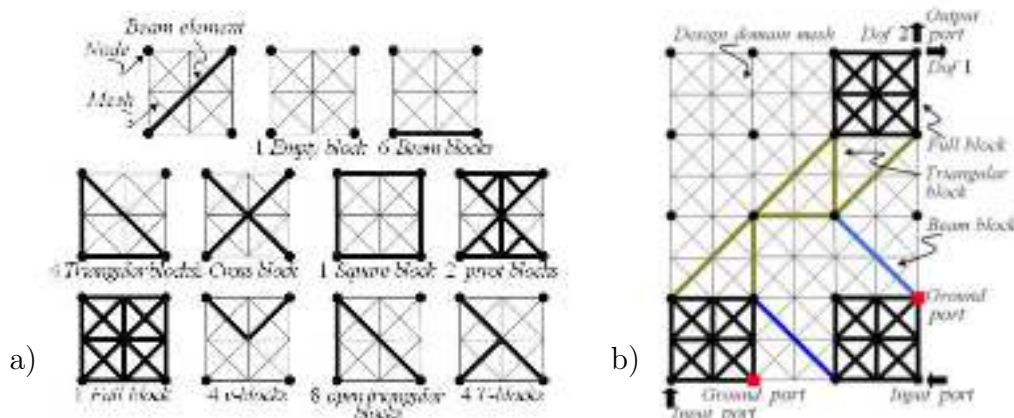 Beam element
Node
Mesh
1 Empty block
6 Beam blocks
Triangular blocks
Cross block
1 Square block
2 pivot blocks
Full block
4 v-blocks
8 open triangular
blocks
4 T-blocks
a)
Output
port
Design domain mesh
Dof 2
Dof 1
Full block
Triangular
block
Beam block
Ground
port
Ground port
Input port
Input port
b)